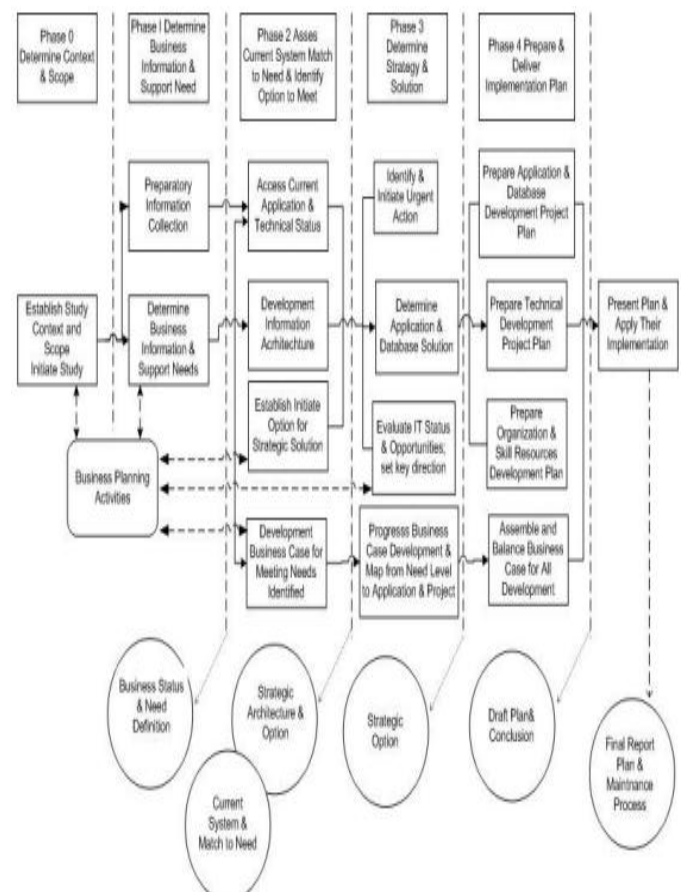 Phase 0
Determine Context
& Scope
Phase I Determine
Business
Information &
Support Need
Phase 2 Asses
Current System Match
to Need & Identify
Option to Meet
Phase 3
Determine
Strategy &
Solution
Phase 4 Prepare &
Deliver
Implementation Plan
Preparatory
Information
Collection
Access Current
Application &
Technical Status
Identify &
Initiate Urgent
Action
Prepare Application &
Database
Development Project
Plan
Establish Study
Context and
Scope
Initiate Study
Determine
Business
Information &
Support Needs
Development
Information
Acrhitechture
Determine
Application &
Database Solution
Prepare Technical
Development
Project Plan
Present Plan &
Apply Their
Implementation
Establish Initiate
Option for
Strategic Solution
Evaluate IT Status
& Opportunities;
set key direction
Prepare
Organization &
Skill Resources
Development Plan
Business Planning
Activities
Development
Business Case for
Meeting Needs
Identified
Progresss Business
Case Development &
Map from Need Level
to Application & Project
Assemble and
Balance Business
Case for All
Development
Business Status
& Need
Definition
Strategic
Architecture &
Option
Strategic
Option
Draft Plan&
Conclusion
Final Report
Plan &
Maintnance
Process
Current
System &
Match to Need